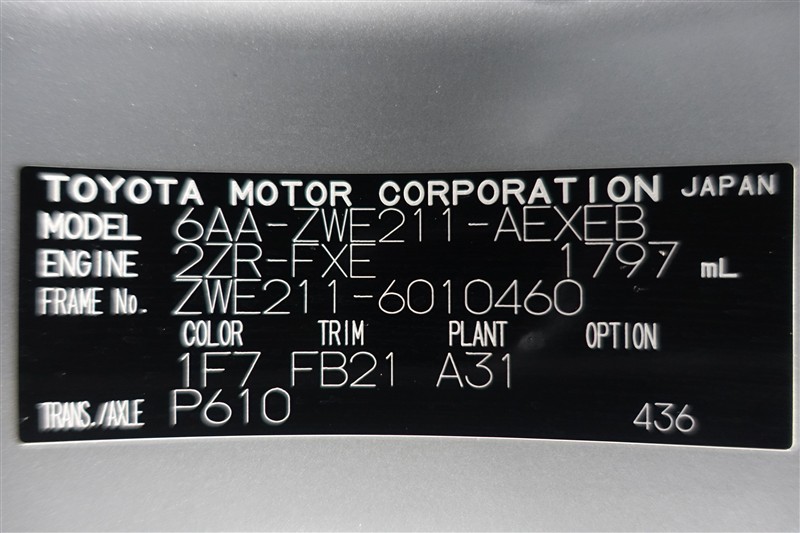 TOYOTA MOTOR CORPORATION JAPAN
MODEL 6AA-ZWE211-AEXEB
ENGINE 2ZR-FXE 1797 mL
FRAME No. ZWE211-6010460
COLOR TRIM PLANT OPTION
1F7 FB21 A31
TRANS./AXLE P610 436